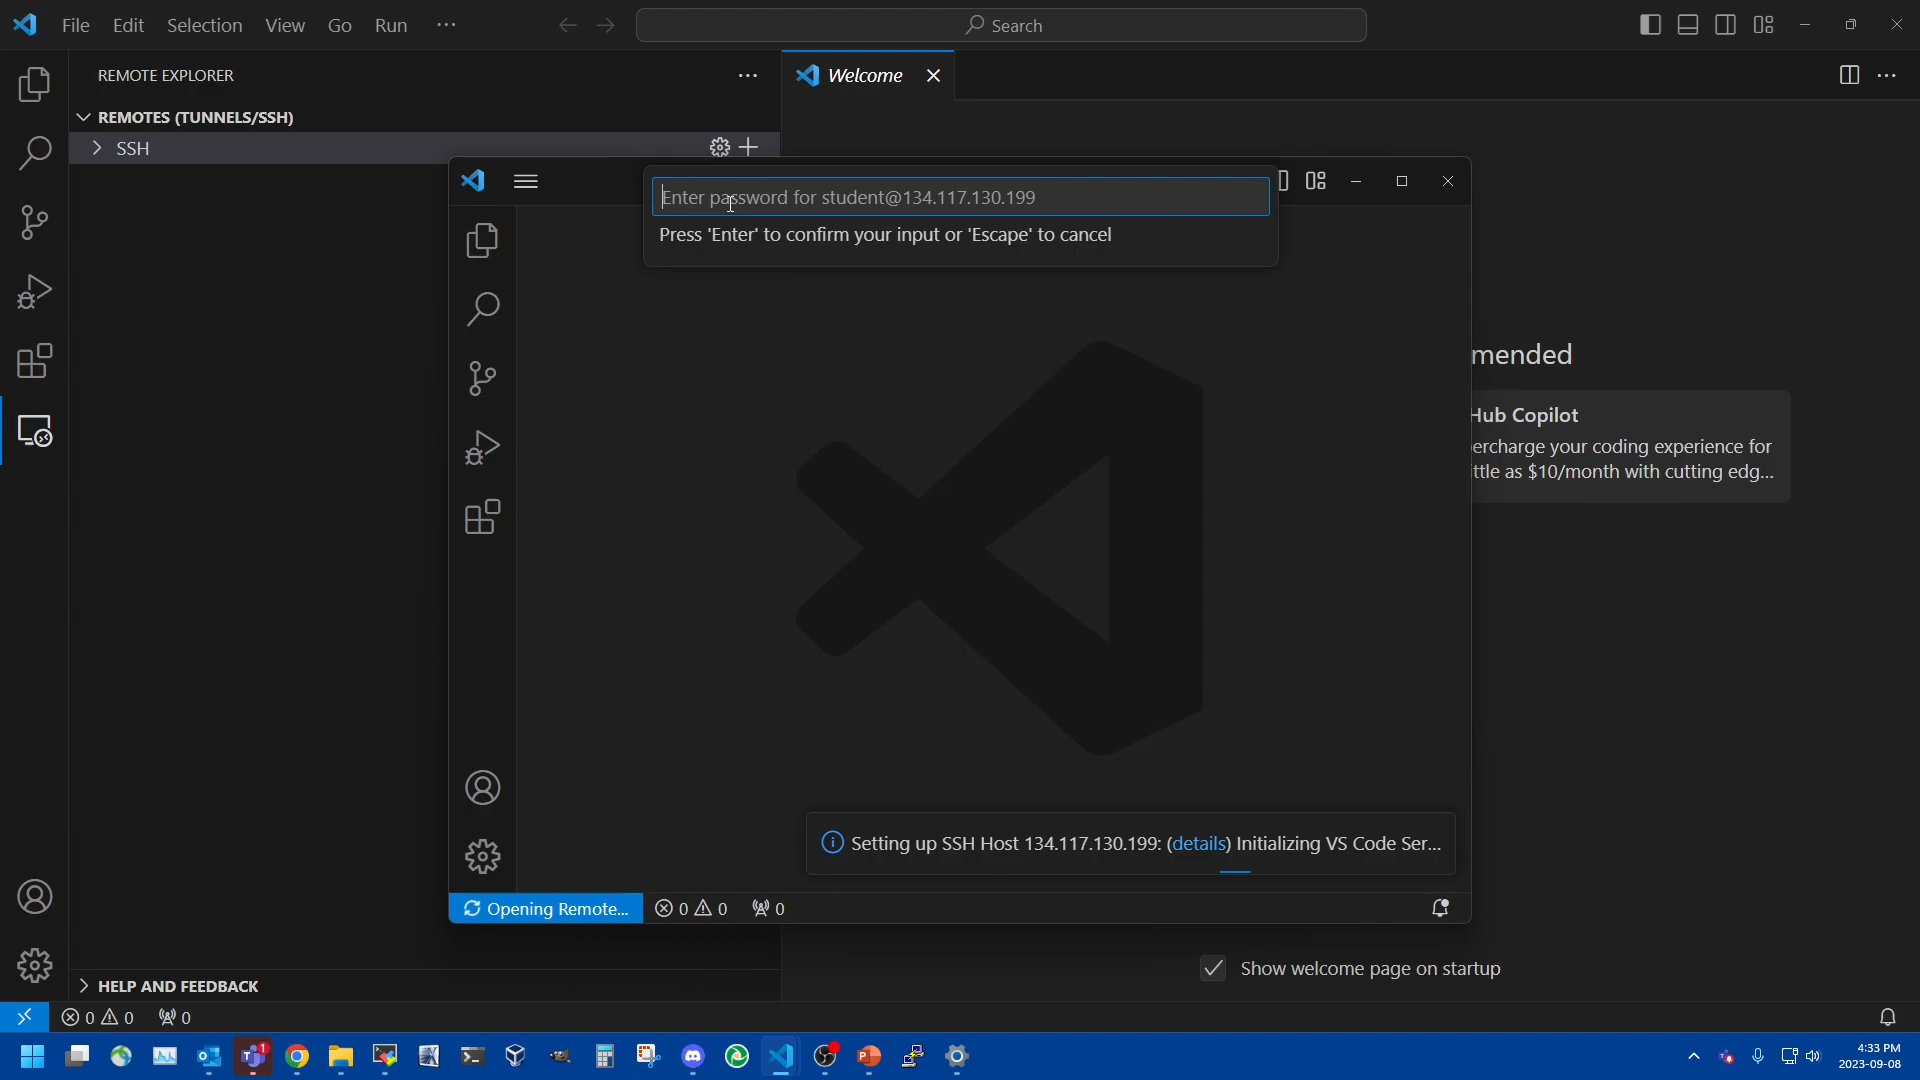 File Edit Selection View Go Run ···
Search
REMOTE EXPLORER
Welcome
REMOTES (TUNNELS/SSH)
SSH
Enter password for student@134.117.130.199
Press 'Enter' to confirm your input or 'Escape' to cancel
mended
Hub Copilot
ercharge your coding experience for
ittle as $10/month with cutting edg...
Setting up SSH Host 134.117.130.199: (details) Initializing VS Code Ser...
Opening Remote... 0 0 0
Show welcome page on startup
HELP AND FEEDBACK
0 0 0
1
4:33 PM
2023-09-08